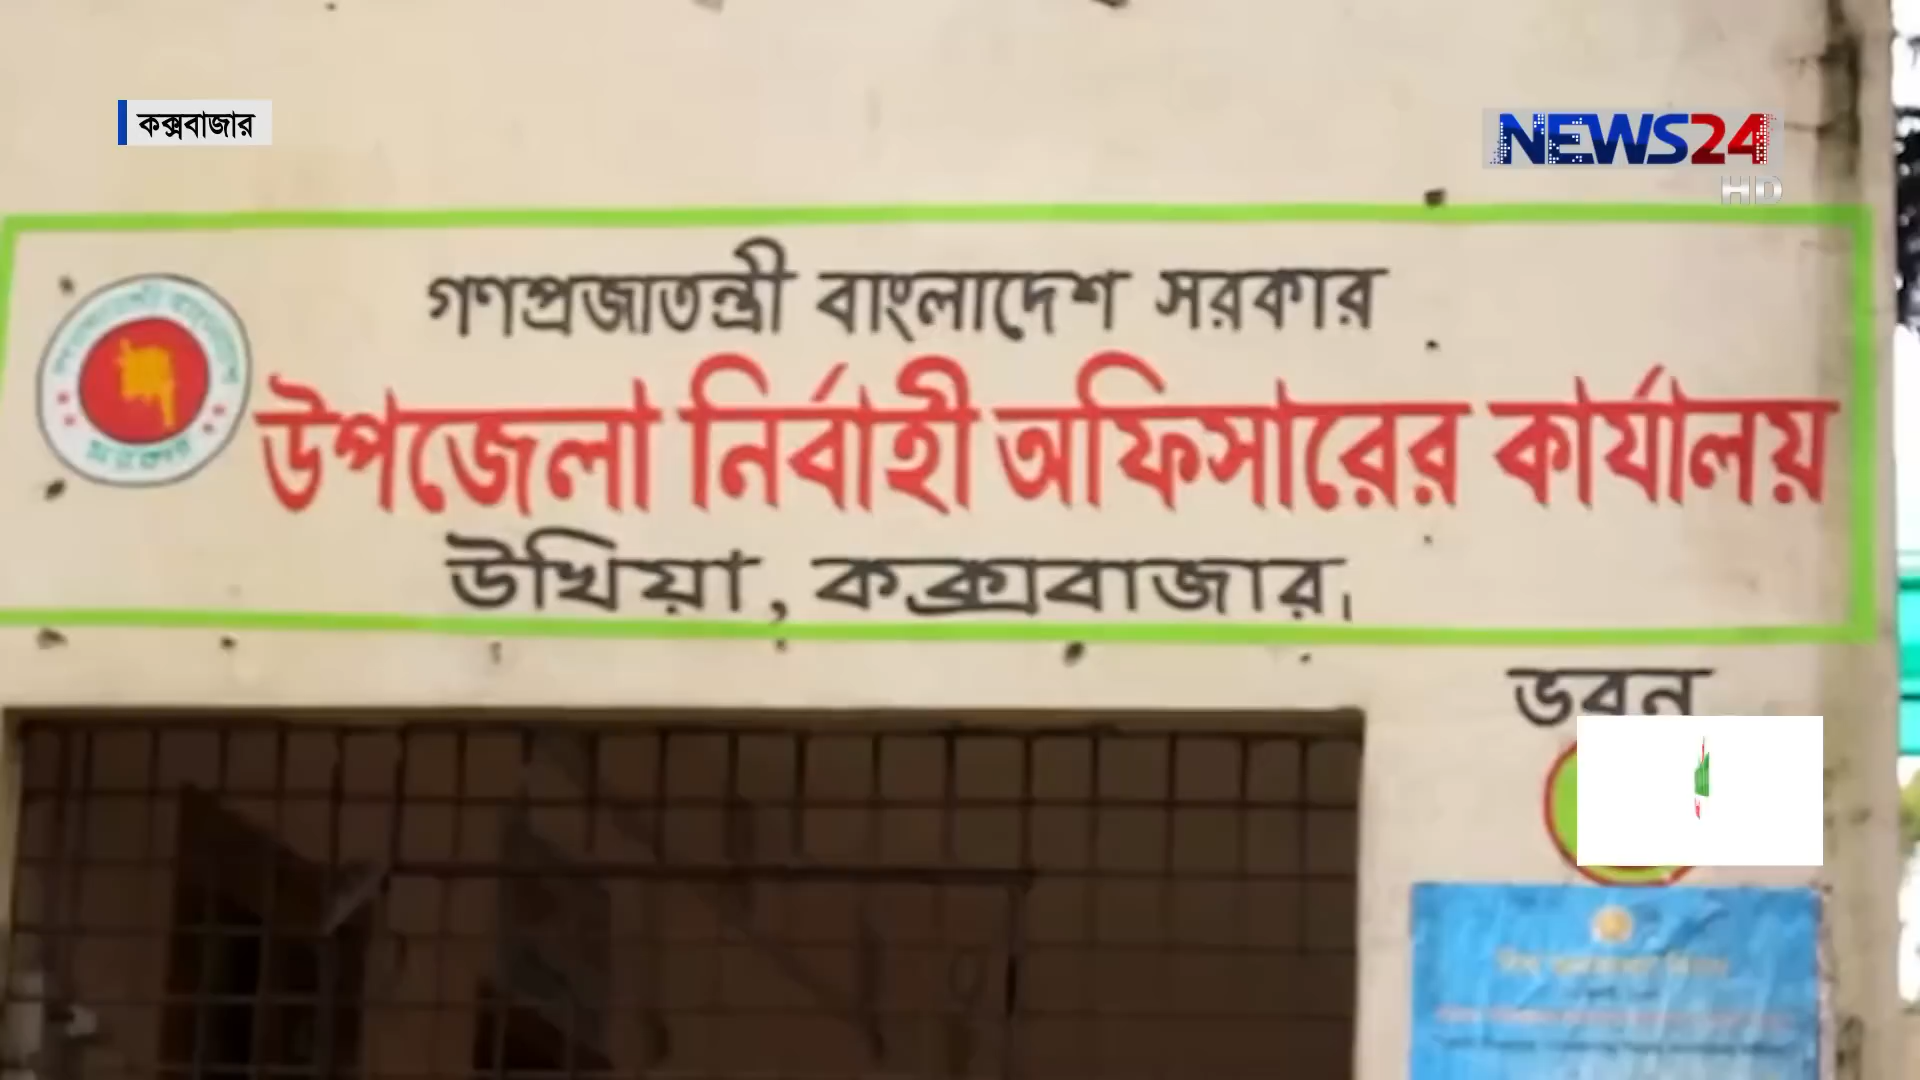 কক্সবাজার
NEWS24
HD
গণপ্রজাতন্ত্রী বাংলাদেশ সরকার
উপজেলা নির্বাহী অফিসারের কার্যালয়
উখিয়া, কক্সবাজার।
ভবন